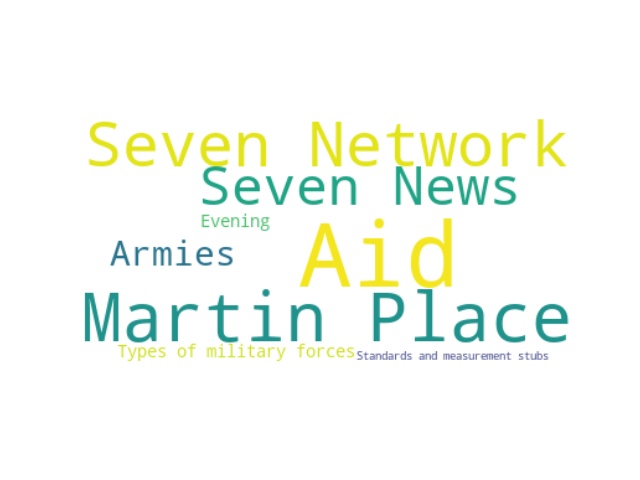 Seven Network
Seven News
Evening
Aid
Armies
Martin Place
Types of military forces
Standards and measurement stubs